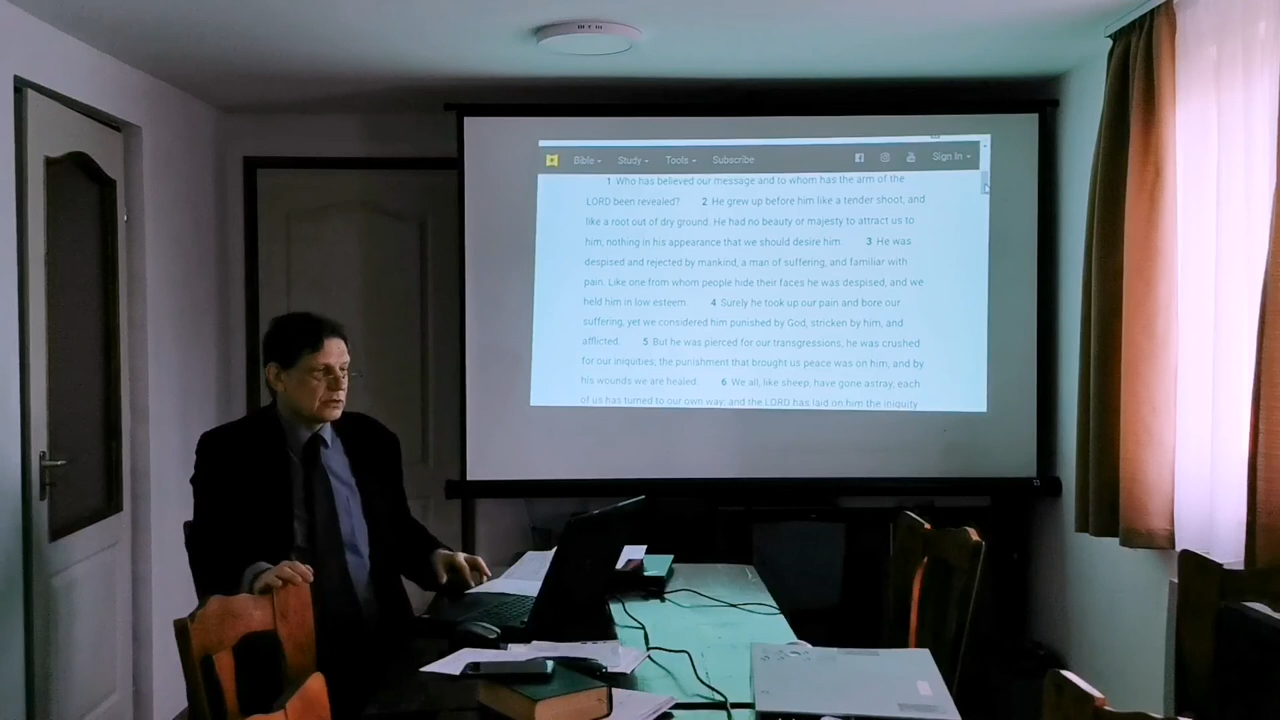 Bible Study Tools Subscribe Sign In
1 Who has believed our message and to whom has the arm of the
LORD been revealed? 2 He grew up before him like a tender shoot, and
like a root out of dry ground. He had no beauty or majesty to attract us to
him, nothing in his appearance that we should desire him. 3 He was
despised and rejected by mankind, a man of suffering, and familiar with
pain. Like one from whom people hide their faces he was despised, and we
held him in low esteem. 4 Surely he took up our pain and bore our
suffering, yet we considered him punished by God, stricken by him, and
afflicted. 5 But he was pierced for our transgressions, he was crushed
for our iniquities; the punishment that brought us peace was on him, and by
his wounds we are healed. 6 We all, like sheep, have gone astray, each
of us has turned to our own way; and the LORD has laid on him the iniquity